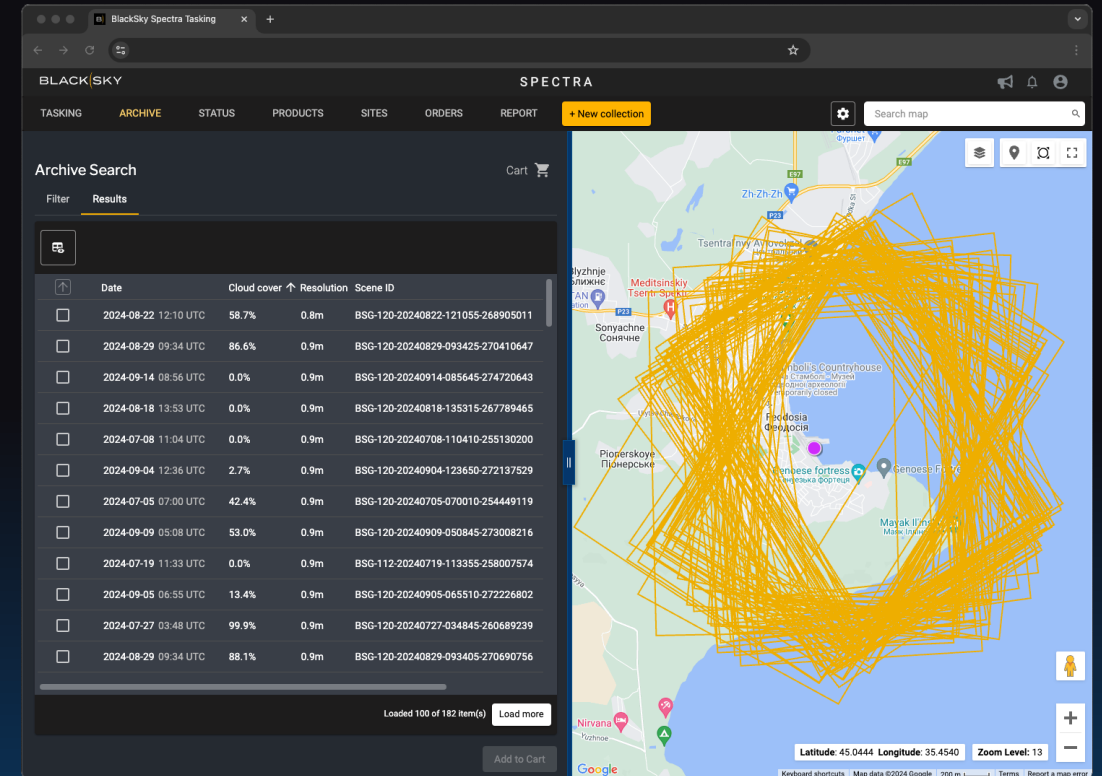 BlackSky Spectra Tasking
BLACKSKY
SPECTRA
TASKING ARCHIVE STATUS PRODUCTS SITES ORDERS REPORT + New collection
Search map
Archive Search
Cart
Filter Results
Date Cloud cover Resolution Scene ID
2024-08-22 12:10 UTC 58.7% 0.8m BSG-120-20240822-121055-268905011
2024-08-29 09:34 UTC 86.6% 0.9m BSG-120-20240829-093425-270410647
2024-09-14 08:56 UTC 0.0% 0.9m BSG-120-20240914-085645-274720643
2024-08-18 13:53 UTC 0.0% 0.9m BSG-120-20240818-135315-267789465
2024-07-08 11:04 UTC 0.0% 0.9m BSG-120-20240708-110410-255130200
2024-09-04 12:36 UTC 2.7% 0.9m BSG-120-20240904-123650-272137529
2024-07-05 07:00 UTC 42.4% 0.9m BSG-120-20240705-070010-254449119
2024-09-09 05:08 UTC 53.0% 0.9m BSG-120-20240909-050845-273008216
2024-07-19 11:33 UTC 0.0% 0.9m BSG-112-20240719-113355-258007574
2024-09-05 06:55 UTC 13.4% 0.9m BSG-120-20240905-065510-272226802
2024-07-27 03:48 UTC 99.9% 0.9m BSG-120-20240727-034845-260689239
2024-08-29 09:34 UTC 88.1% 0.9m BSG-120-20240829-093405-270690756
Loaded 100 of 182 item(s) Load more
Add to Cart
Фуршет
E97
E97
Zh-Zh-Zh
P23
Tsentral'nyy Avtovokzal
Meditsinskiy
P23
Sonyachne
Сонячне
Countryhouse
Feodosia
Феодосія
Pionerskoye
Піонерське
Genoese fortress
Генуезька фортеця
Genoese Fortre
Mayak Il'ins
Nirvana
Yuzhnoe
Latitude: 45.0444 Longitude: 35.4540
Zoom Level: 13
Google
Keyboard shortcuts Map data ©2024 Google 200 m Terms Report a map error